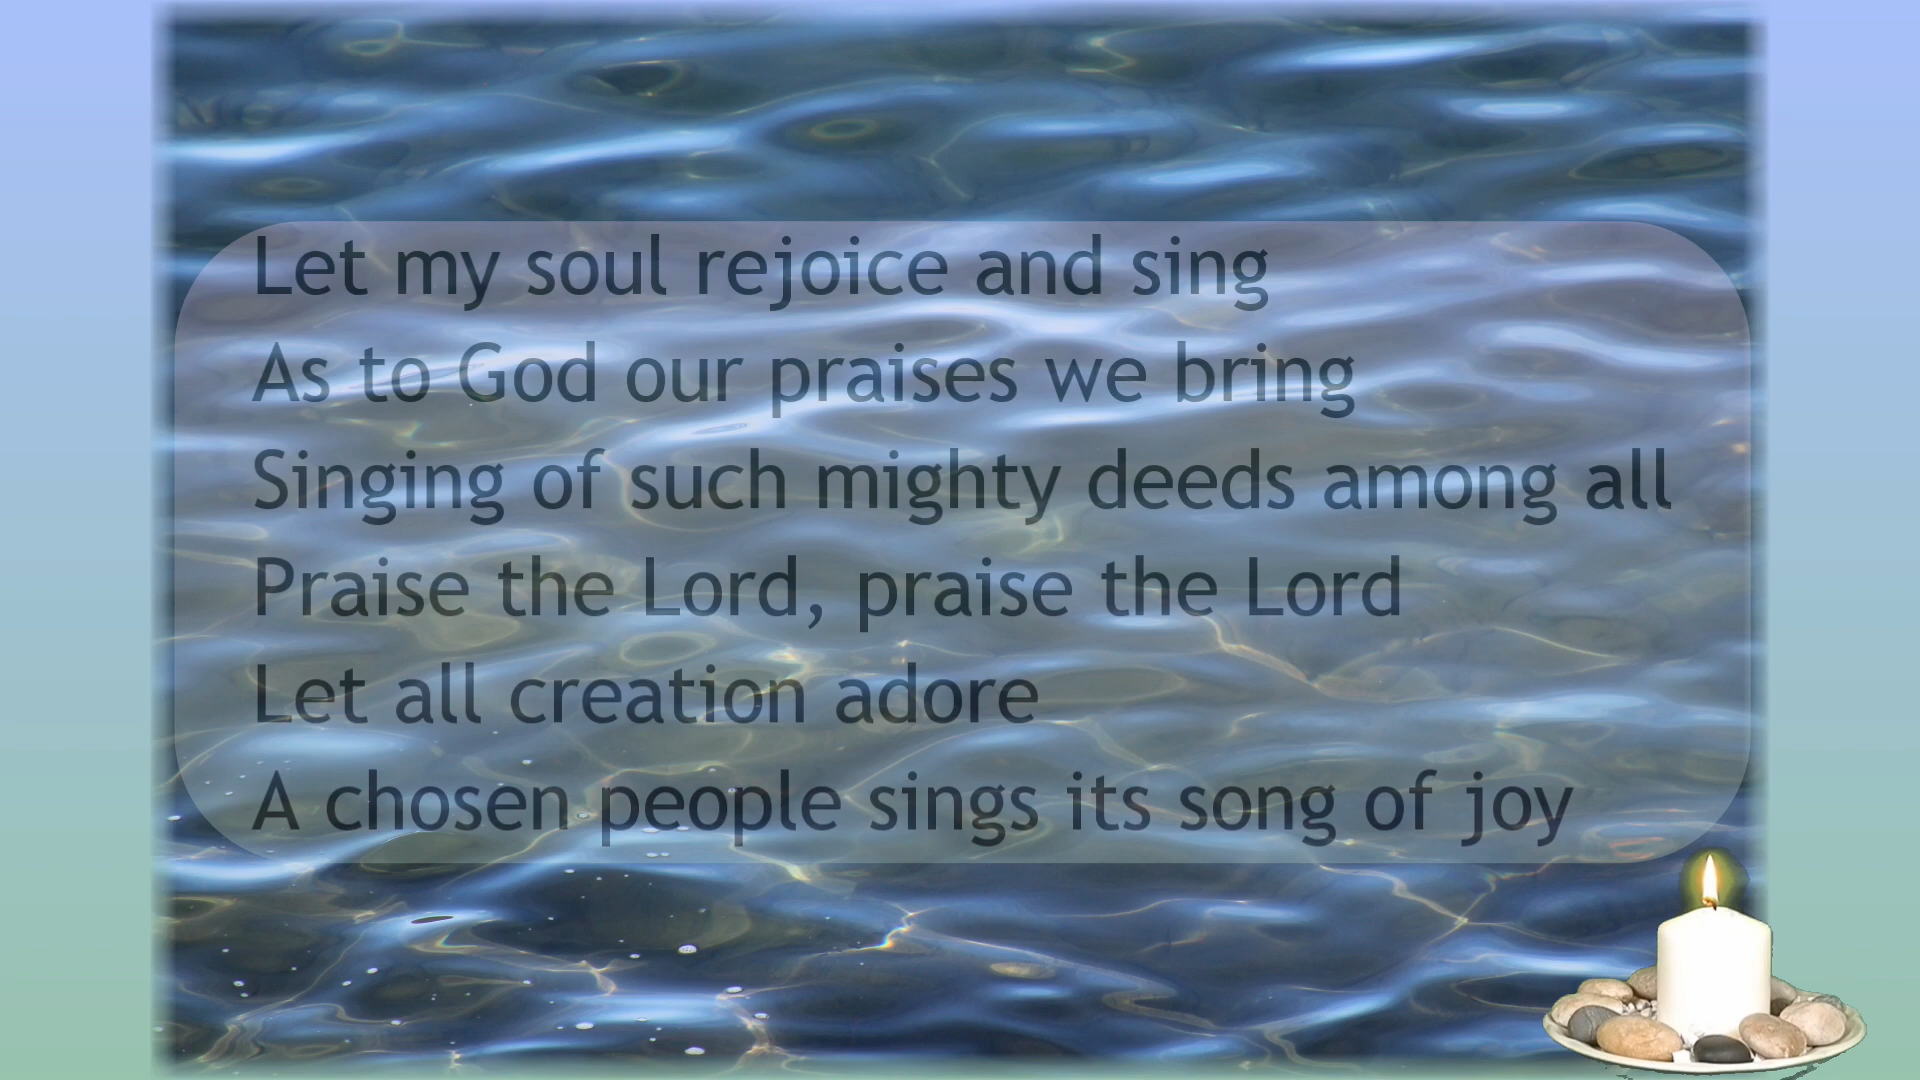 Let my soul rejoice and sing
As to God our praises we bring
Singing of such mighty deeds among all
Praise the Lord, praise the Lord
Let all creation adore
A chosen people sings its song of joy